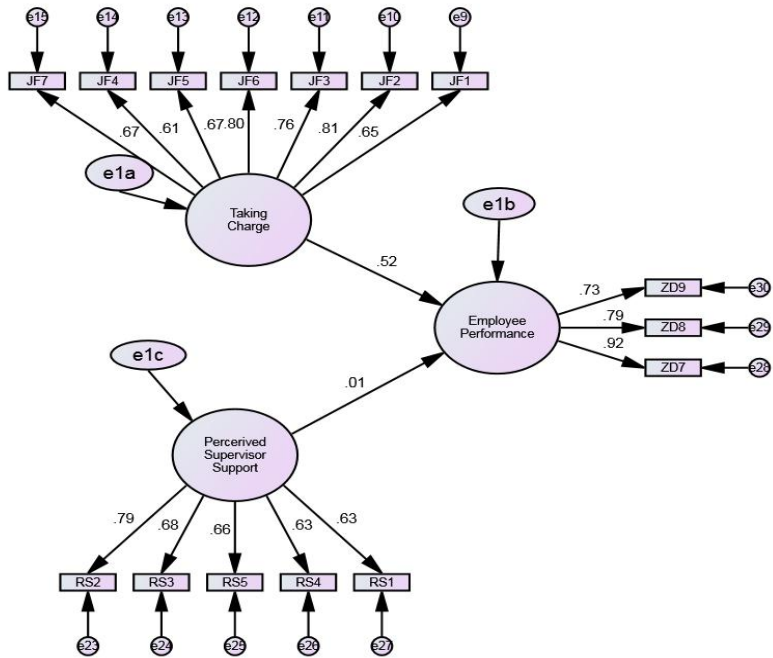 e15 e14 e13 e12 e11 e10 e9
JF7 JF4 JF5 JF6 JF3 JF2 JF1
.67 .61 .67 .80 .76 .81 .65
e1a
Taking
Charge
e1b
.52
.73 ZD9 e30
Employee
Performance
.79 ZD8 e29
.92 ZD7 e28
e1c
.01
Percerived
Supervisor
Support
.79 .68 .66 .63 .63
RS2 RS3 RS5 RS4 RS1
e23 e24 e25 e26 e27